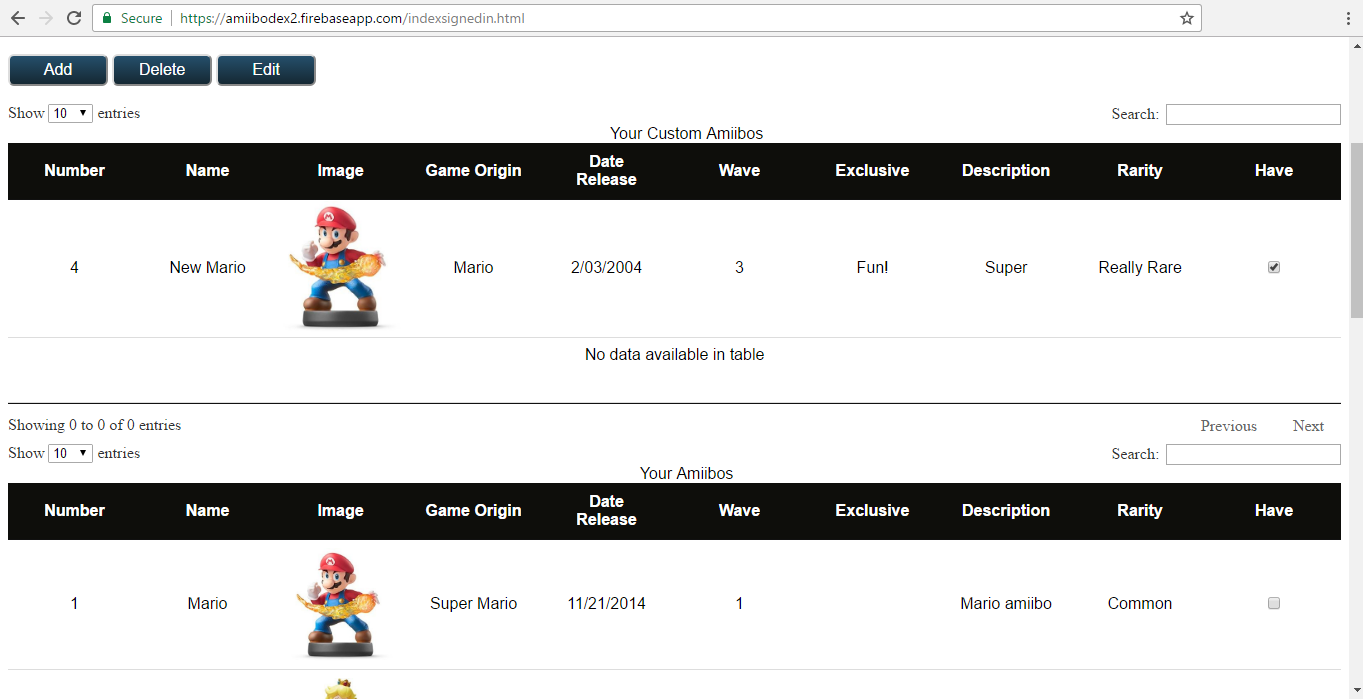 Secure https://amiibodex2.firebaseapp.com/indexsignedin.html
Add Delete Edit
Show 10 entries Search:
Your Custom Amiibos
Number Name Image Game Origin Date Release Wave Exclusive Description Rarity Have
4 New Mario Mario 2/03/2004 3 Fun! Super Really Rare
No data available in table
Showing 0 to 0 of 0 entries Previous Next
Show 10 entries Search:
Your Amiibos
Number Name Image Game Origin Date Release Wave Exclusive Description Rarity Have
1 Mario Super Mario 11/21/2014 1 Mario amiibo Common